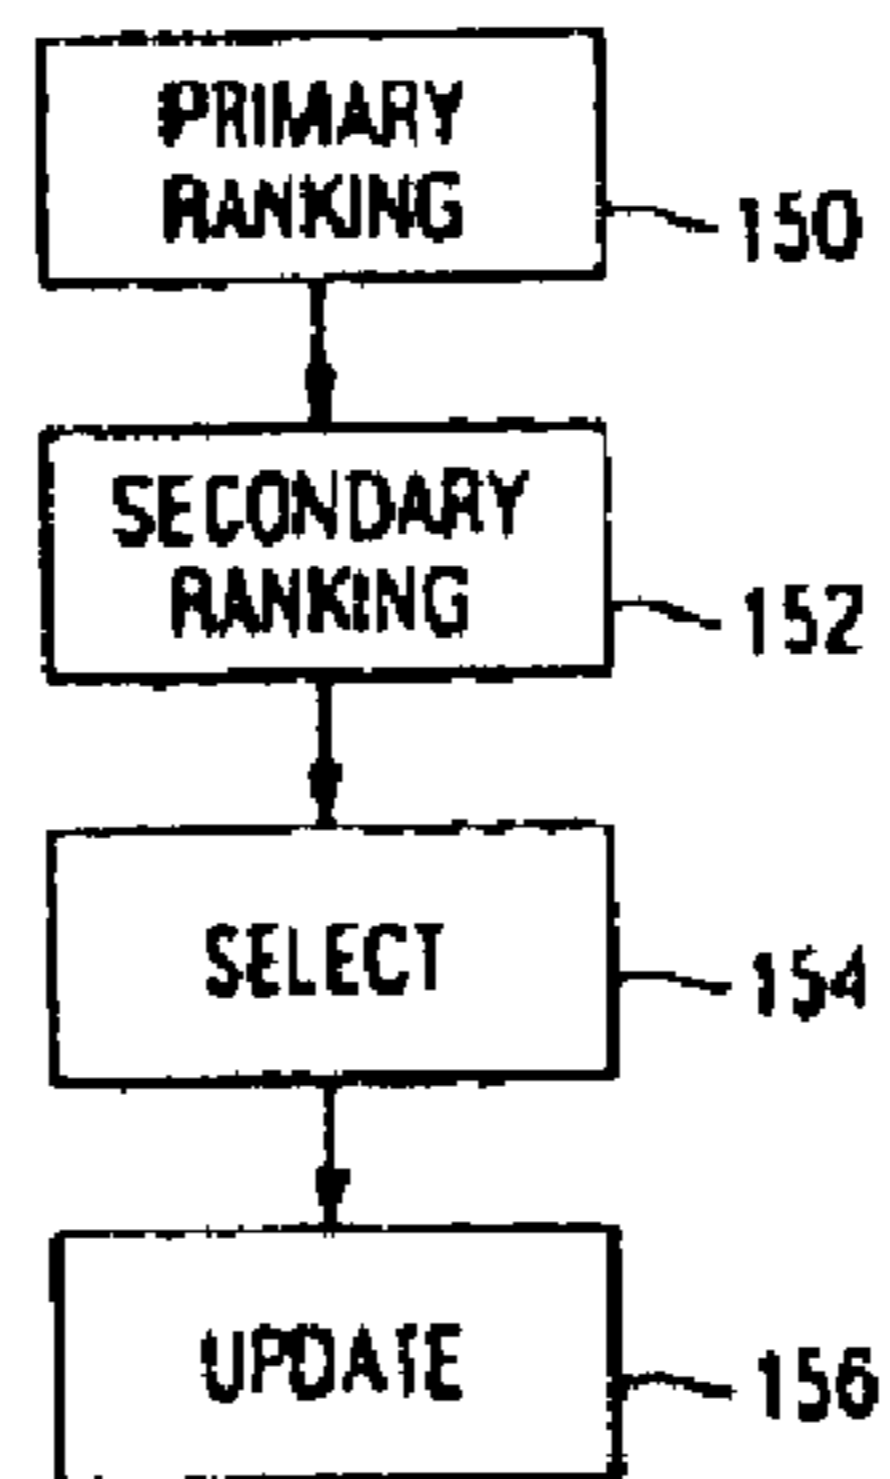 PRIMARY
RANKING
150
SECONDARY
RANKING
152
SELECT
154
UPDATE
156